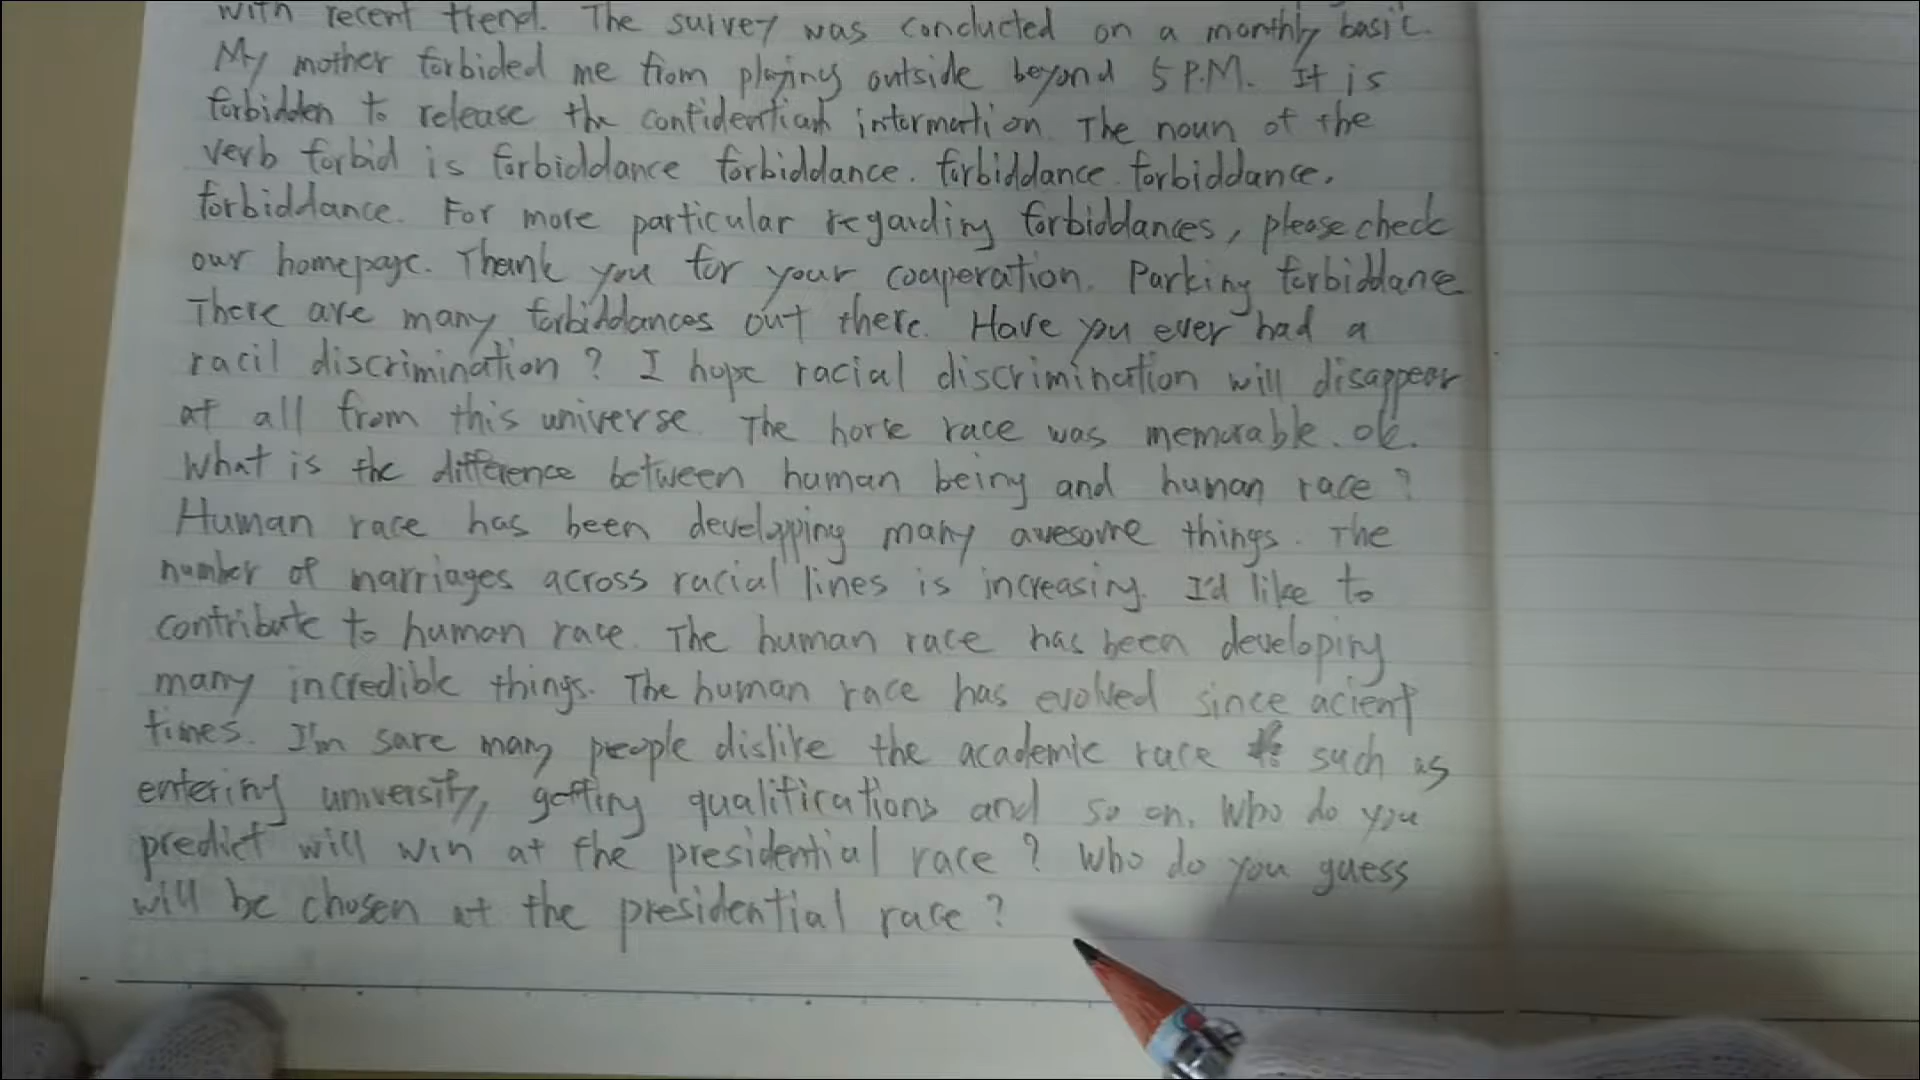 with recent trend. The survey was conducted on a monthly basic.
My mother forbided me from playing outside beyond 5 P.M. It is
forbidden to release the information. The noun of the
verb forbid is forbiddance forbiddance. forbiddance. forbiddance.
forbiddance. For more particular regarding forbiddances, please check
our homepage. Thank you for your cooperation. Parking forbiddance
There are many forbiddances out there. Have you ever had a
racil discrimination? I hope racial discrimination will disappear
at all from this universe. The horse race was memorable. ok.
What is the difference between human being and human race?
Human race has been developping many awesome things. The
number of marriages across racial lines is increasing. I'd like to
contribute to human race. The human race has been developing
many incredible things. The human race has evolved since acient
times. I'm sure many people dislike the academic race such as
entering university, getting qualifications and so on. Who do you
predict will win at the presidential race? Who do you guess
will be chosen at the presidential race?